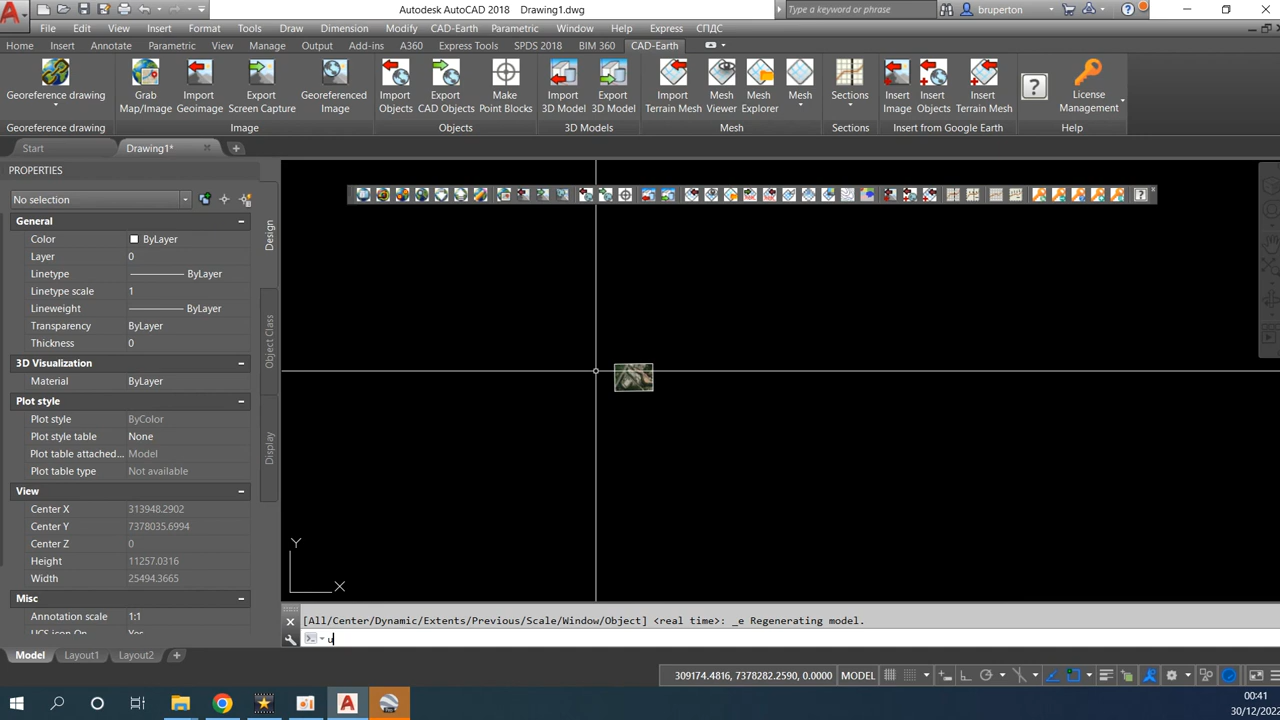 Autodesk AutoCAD 2018 Drawing1.dwg
Type a keyword or phrase
bruperton
File Edit View Insert Format Tools Draw Dimension Modify CAD-Earth Parametric Window Express СПДС
Home Insert Annotate Parametric View Manage Output Add-ins A360 Express Tools SPDS 2018 BIM 360 CAD-Earth
Georeference drawing
Grab
Map/Image
Import
Geoimage
Export
Screen Capture
Georeferenced
Image
Import
Objects
Export
CAD Objects
Make
Point Blocks
Import
3D Model
Export
3D Model
Import
Terrain Mesh
Mesh
Viewer
Mesh
Explorer
Mesh
Sections
Insert
Image
Insert
Objects
Insert
Terrain Mesh
?
License
Management
Georeference drawing Image Objects 3D Models Mesh Sections Insert from Google Earth Help
Start Drawing1*
PROPERTIES
No selection
General
Color ByLayer
Layer 0
Linetype ByLayer
Linetype scale 1
Lineweight ByLayer
Transparency ByLayer
Thickness 0
3D Visualization
Material ByLayer
Plot style
Plot style ByColor
Plot style table None
Plot table attached... Model
Plot table type Not available
View
Center X 313948.2902
Center Y 7378035.6994
Center Z 0
Height 11257.0316
Width 25494.3665
Misc
Annotation scale 1:1
UCS icon On Yes
Design
Object Class
Display
Y
X
[All/Center/Dynamic/Extents/Previous/Scale/Window/Object] <real time>: _e Regenerating model.
u
Model Layout1 Layout2 +
309174.4816, 7378282.2590, 0.0000 MODEL
00:41
30/12/2022